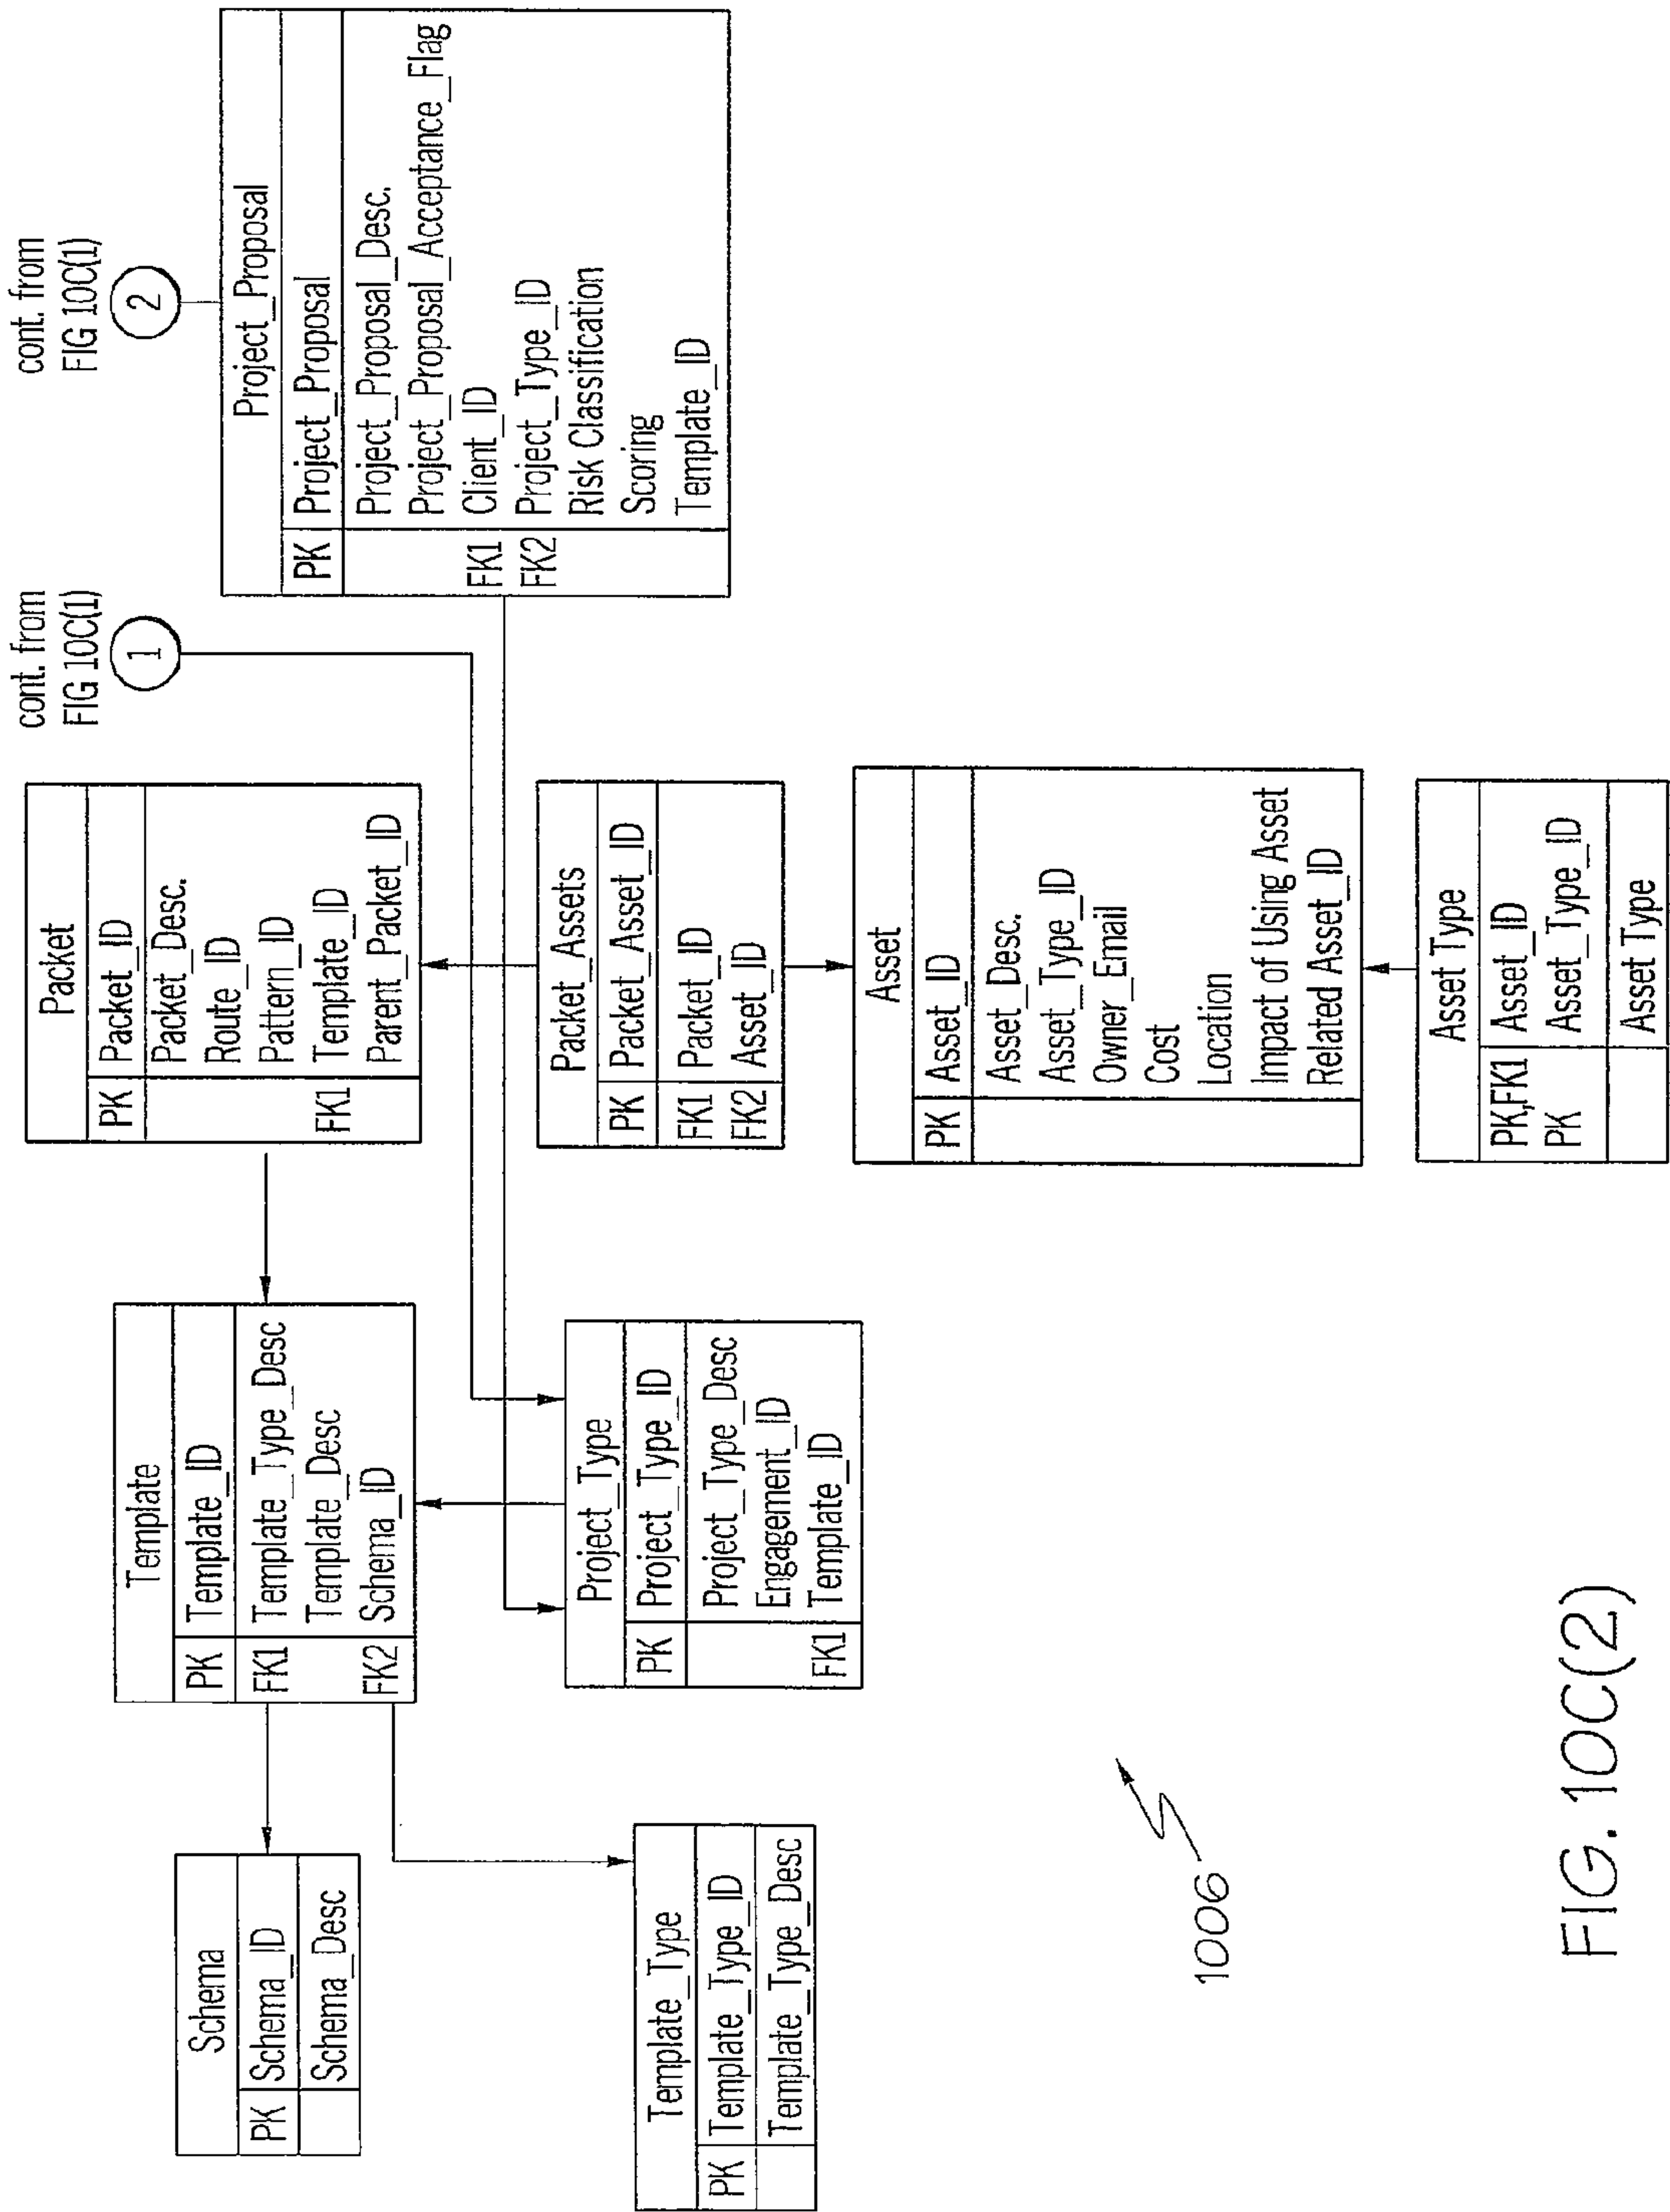 Schema
PK Schema_ID
Schema_Desc
Template
PK Template_ID
FK1 Template_Type_Desc
Template_Desc
FK2 Schema_ID
Packet
PK Packet_ID
Packet_Desc.
Route_ID
Pattern_ID
FK1 Template_ID
Parent_Packet_ID
cont. from
FIG 10C(1)
1
cont. from
FIG 10C(1)
2
Project_Proposal
PK Project_Proposal
Project_Proposal_Desc.
Project_Proposal_Acceptance_Flag
FK1 Client_ID
FK2 Project_Type_ID
Risk Classification
Scoring
Template_ID
Template_Type
PK Template_Type_ID
Template_Type_Desc
Project_Type
PK Project_Type_ID
Project_Type_Desc
Engagement_ID
FK1 Template_ID
Packet_Assets
PK Packet_Asset_ID
FK1 Packet_ID
FK2 Asset_ID
Asset
PK Asset_ID
Asset_Desc.
Asset_Type_ID
Owner_Email
Cost
Location
Impact of Using Asset
Related Asset_ID
Asset Type
PK,FK1 Asset_ID
PK Asset_Type_ID
Asset Type
1006
FIG. 10C(2)